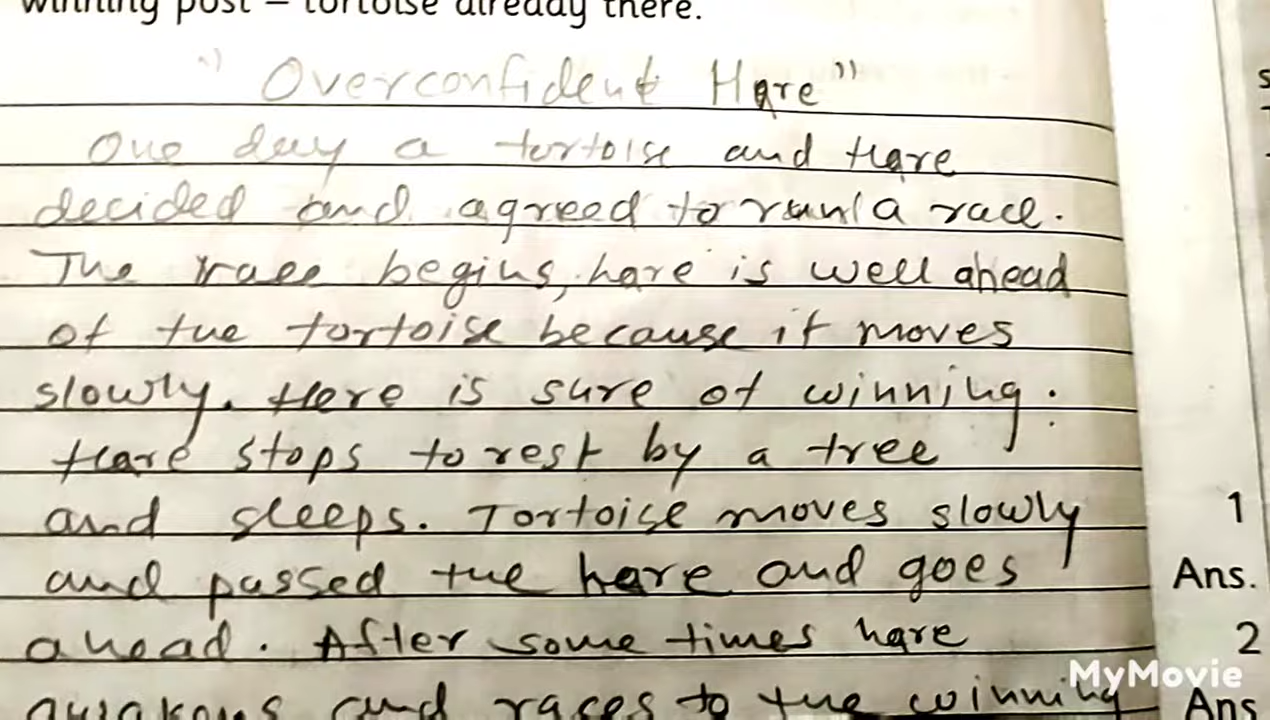 winning post – tortoise already there.
"Overconfident Hare"
One day a tortoise and Hare
decided and agreed to run a race.
The race begins, hare is well ahead
of the tortoise because it moves
slowly. Here is sure of winning.
Hare stops to rest by a tree
and sleeps. Tortoise moves slowly
and passed the hare and goes
ahead. After some times hare
awakens and races to the winning
1
Ans.
2
Ans
MyMovie